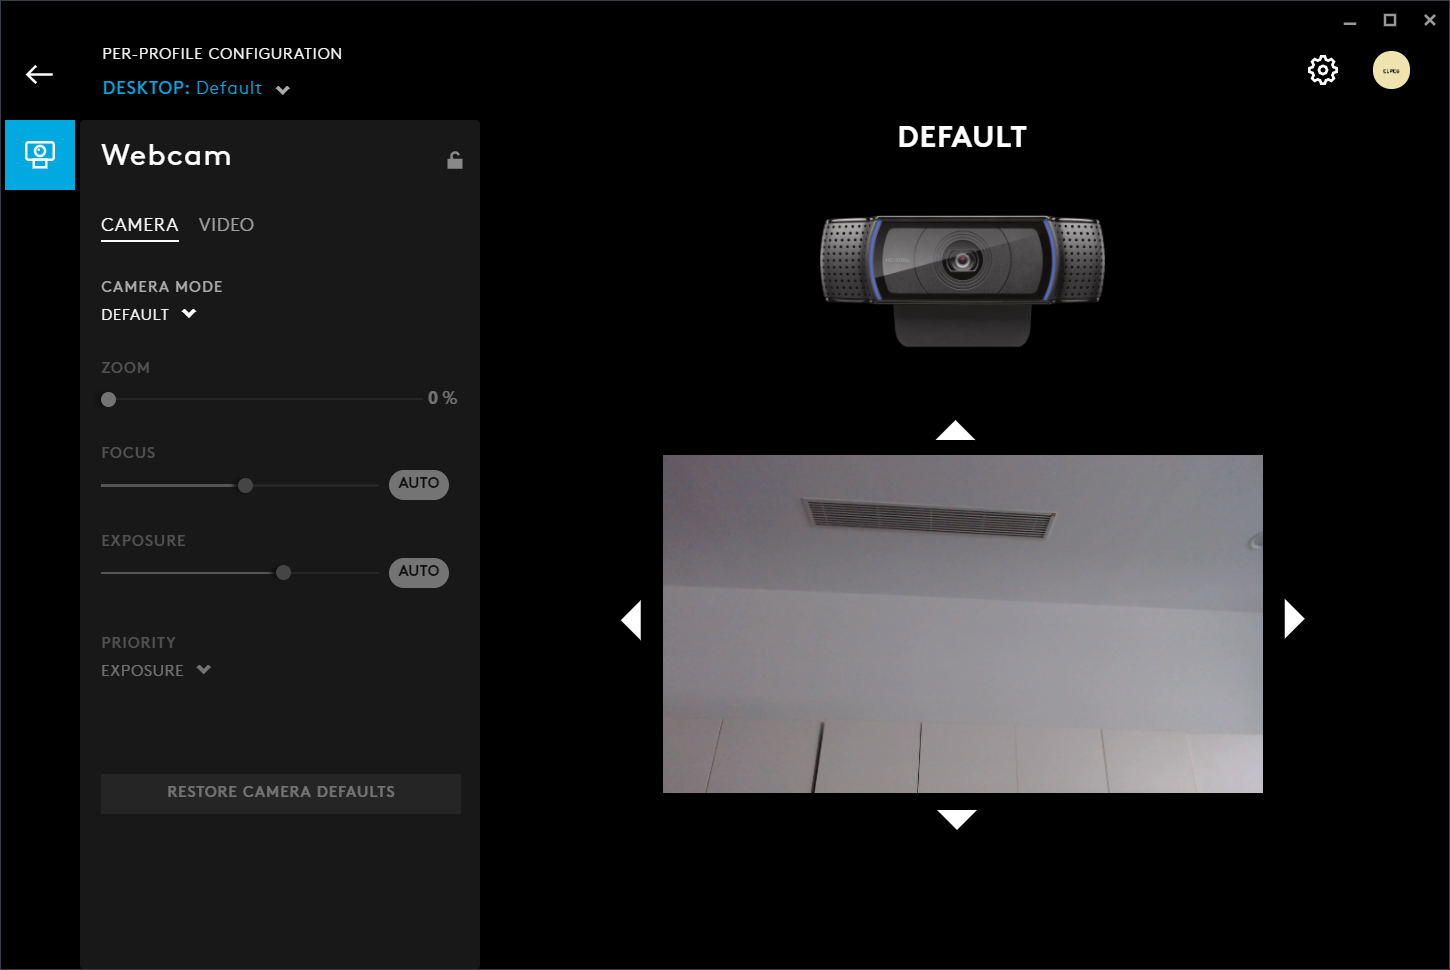 PER-PROFILE CONFIGURATION
DESKTOP: Default
Webcam
CAMERA VIDEO
CAMERA MODE
DEFAULT
ZOOM
0 %
FOCUS
AUTO
EXPOSURE
AUTO
PRIORITY
EXPOSURE
RESTORE CAMERA DEFAULTS
DEFAULT